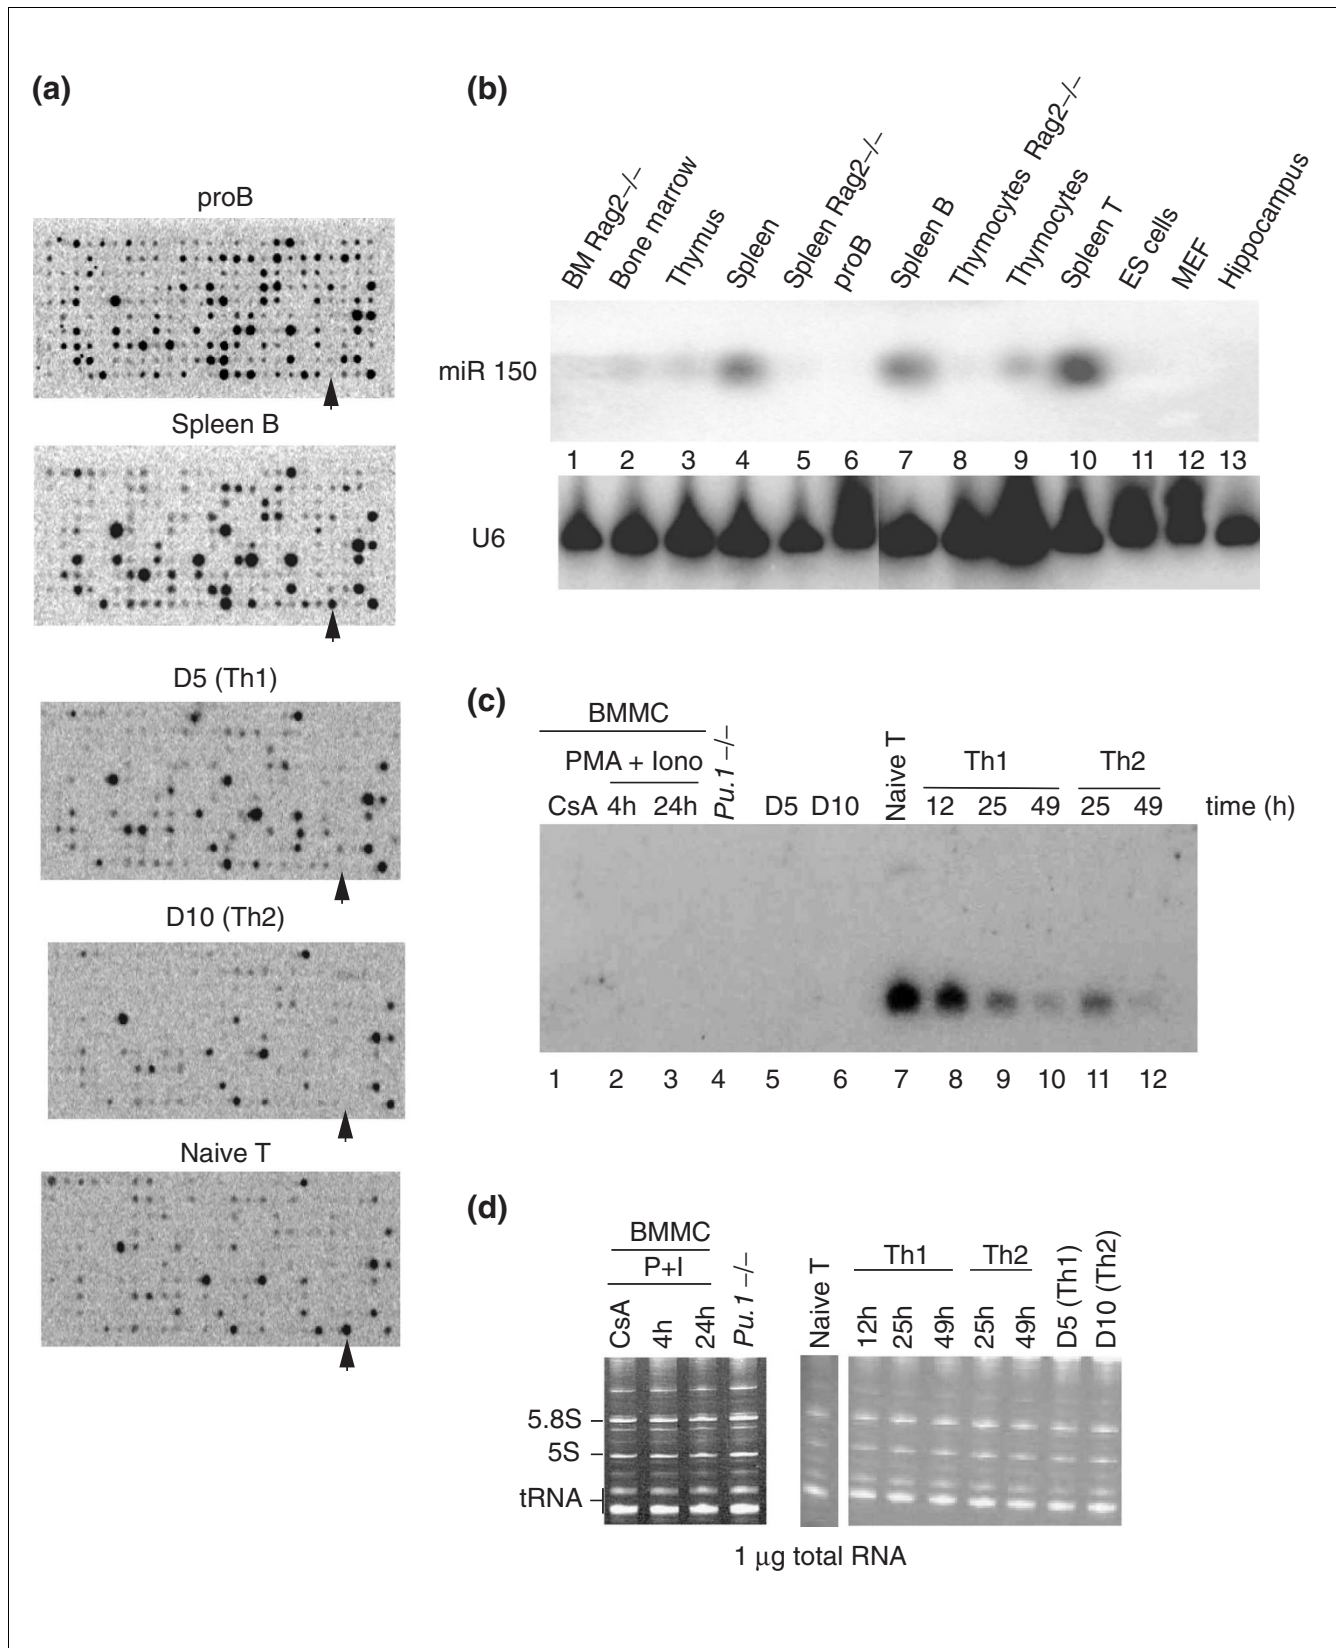 (a)
proB
Spleen B
D5 (Th1)
D10 (Th2)
Naive T
(b)
BM Rag2–/–
Bone marrow
Thymus
Spleen
Spleen Rag2–/–
proB
Spleen B
Thymocytes Rag2–/–
Thymocytes
Spleen T
ES cells
MEF
Hippocampus
miR 150
1 2 3 4 5 6 7 8 9 10 11 12 13
U6
(c)
BMMC
PMA + Iono
CsA 4h 24h Pu.1 –/– D5 D10 Naive T
Th1 Th2
12 25 49 25 49 time (h)
1 2 3 4 5 6 7 8 9 10 11 12
(d)
BMMC
P+I
CsA 4h 24h Pu.1 –/–
Naive T
Th1 Th2
12h 25h 49h 25h 49h D5 (Th1) D10 (Th2)
5.8S
5S
tRNA
1 μg total RNA